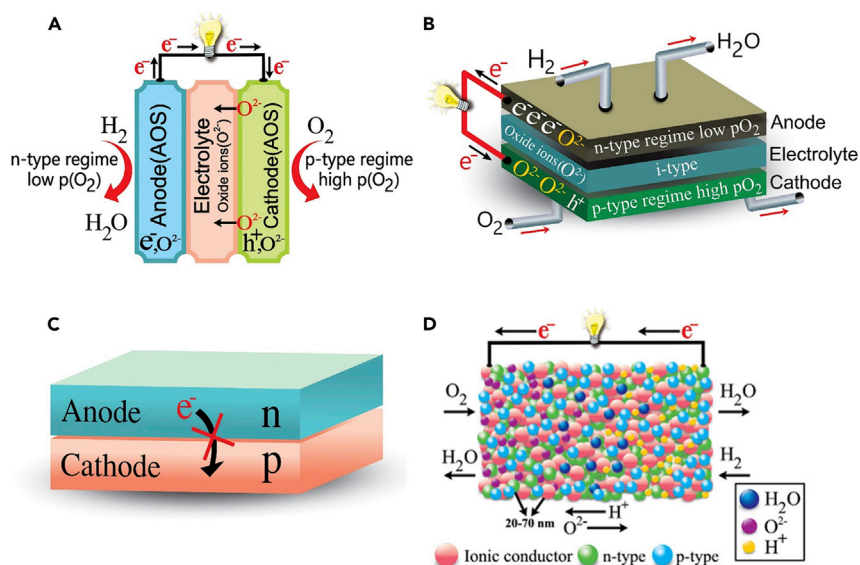 A
e⁻
e⁻
e⁻
e⁻
H₂
n-type regime
low p(O₂)
H₂O
Anode(AOS)
e⁻,O²⁻
Electrolyte
Oxide ions(O²⁻)
O²⁻
O²⁻
Cathode(AOS)
h⁺,O²⁻
O₂
p-type regime
high p(O₂)
B
H₂
H₂O
e⁻
e⁻
e⁻e⁻e⁻O²⁻
n-type regime low pO₂
Anode
Oxide ions(O²⁻)
i-type
Electrolyte
O²⁻O²⁻h⁺
p-type regime high pO₂
Cathode
O₂
C
Anode
e⁻
n
Cathode
p
D
e⁻
e⁻
O₂
H₂O
H₂O
H₂
20-70 nm
H⁺
O²⁻
H₂O
O²⁻
H⁺
Ionic conductor
n-type
p-type